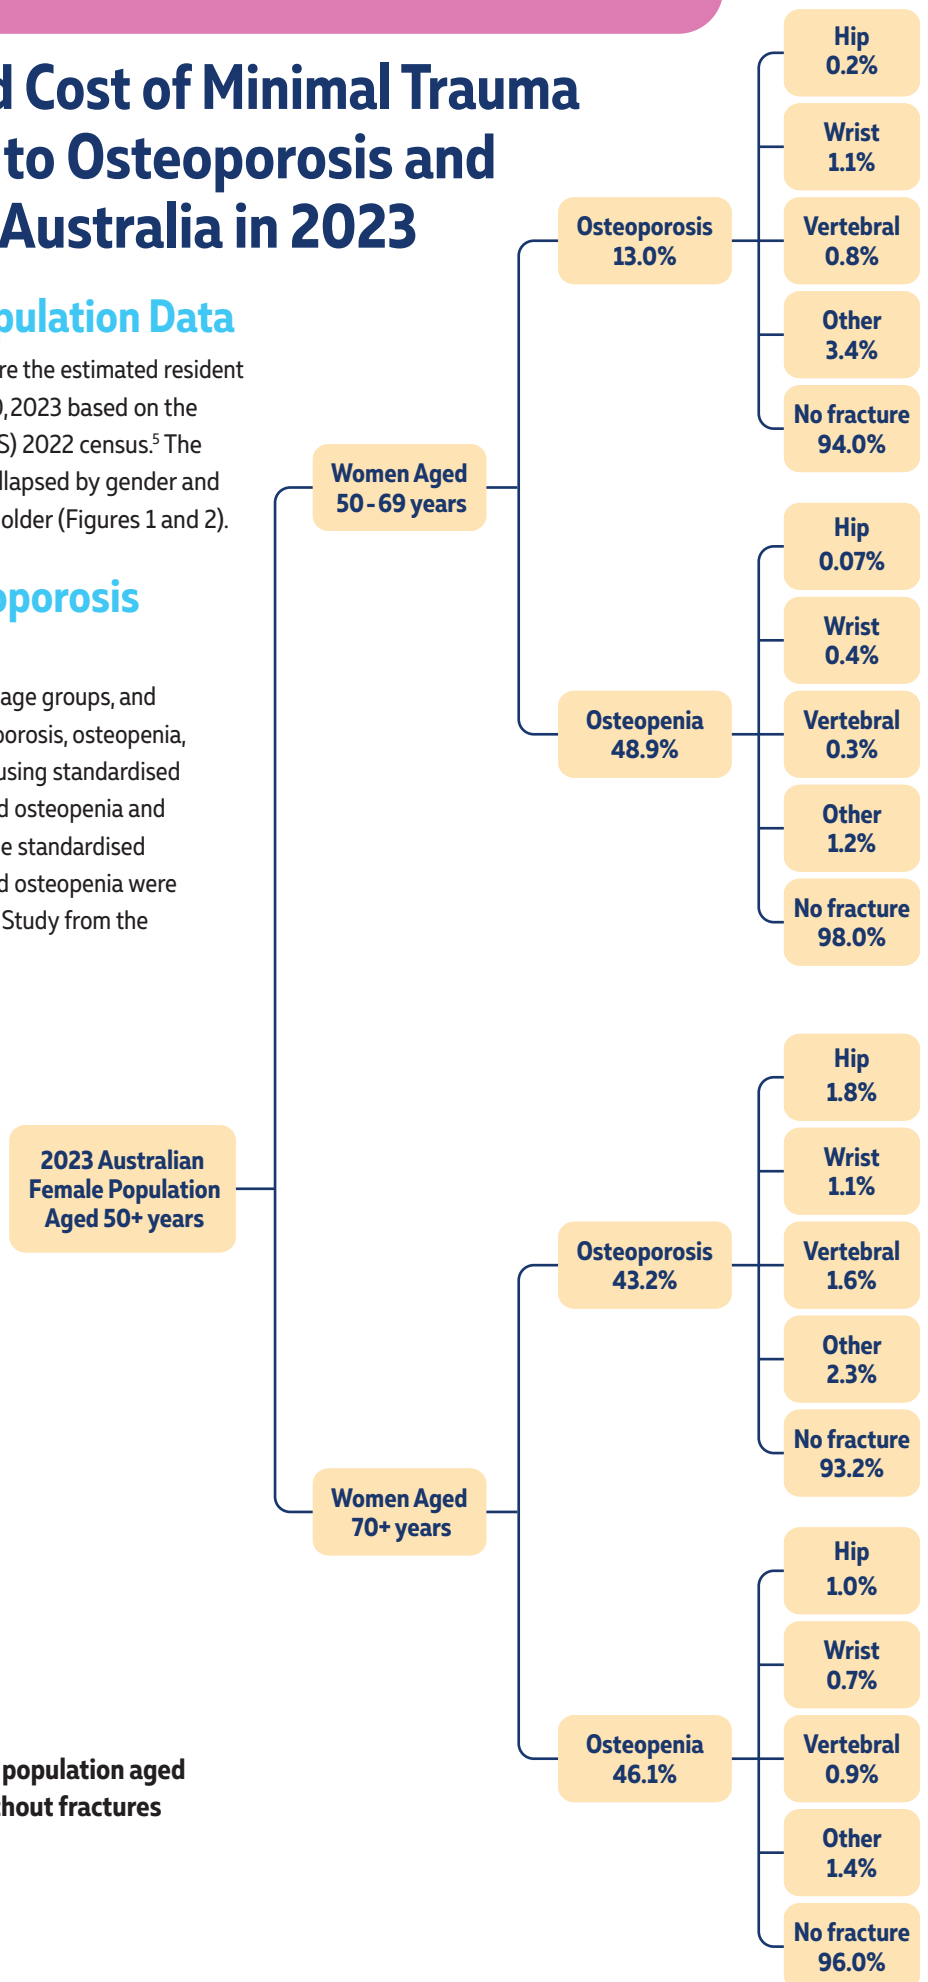 Cost of Minimal Trauma
to Osteoporosis and
Australia in 2023
Data
the estimated resident
2023 based on the
2022 census.5 The
by gender and
older (Figures 1 and 2).
age groups, and
osteopenia,
using standardised
osteopenia and
standardised
osteopenia were
Study from the
2023 Australian
Female Population
Aged 50+ years
Women Aged
50-69 years
Osteoporosis
13.0%
Hip
0.2%
Wrist
1.1%
Vertebral
0.8%
Other
3.4%
No fracture
94.0%
Osteopenia
48.9%
Hip
0.07%
Wrist
0.4%
Vertebral
0.3%
Other
1.2%
No fracture
98.0%
Women Aged
70+ years
Osteoporosis
43.2%
Hip
1.8%
Wrist
1.1%
Vertebral
1.6%
Other
2.3%
No fracture
93.2%
Osteopenia
46.1%
Hip
1.0%
Wrist
0.7%
Vertebral
0.9%
Other
1.4%
No fracture
96.0%
population aged
fractures